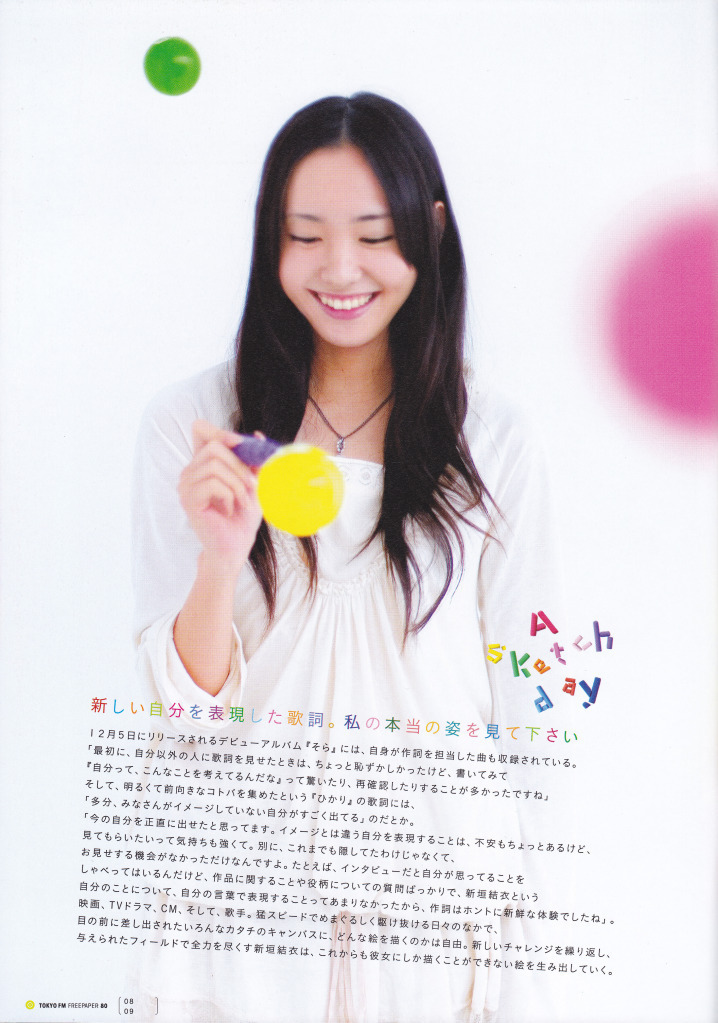 A
sketch
day
新しい自分を表現した歌詞。私の本当の姿を見て下さい
12月5日にリリースされるデビューアルバム『そら』には、自身が作詞を担当した曲も収録されている。
「最初に、自分以外の人に歌詞を見せたときは、ちょっと恥ずかしかったけど、書いてみて
『自分って、こんなことを考えてるんだな』って驚いたり、再確認したりすることが多かったですね」
そして、明るくて前向きなコトバを集めたという『ひかり』の歌詞には、
「多分、みなさんがイメージしていない自分がすごく出てる」のだとか。
「今の自分を正直に出せたと思ってます。イメージとは違う自分を表現することは、不安もちょっとあるけど、
見てもらいたいって気持ちも強くて。別に、これまでも隠してたわけじゃなくて、
お見せする機会がなかっただけなんですよ。たとえば、インタビューだと自分が思ってることを
しゃべってはいるんだけど、作品に関することや役柄についての質問ばっかりで、新垣結衣という
自分のことについて、自分の言葉で表現することってあまりなかったから、作詞はホントに新鮮な体験でしたね」。
映画、TVドラマ、CM、そして、歌手。猛スピードでめまぐるしく駆け抜ける日々のなかで、
目の前に差し出されたいろんなカタチのキャンバスに、どんな絵を描くのかは自由。新しいチャレンジを繰り返し、
与えられたフィールドで全力を尽くす新垣結衣は、これからも彼女にしか描くことができない絵を生み出していく。
TOKYO FM FREEPAPER 80
08
09